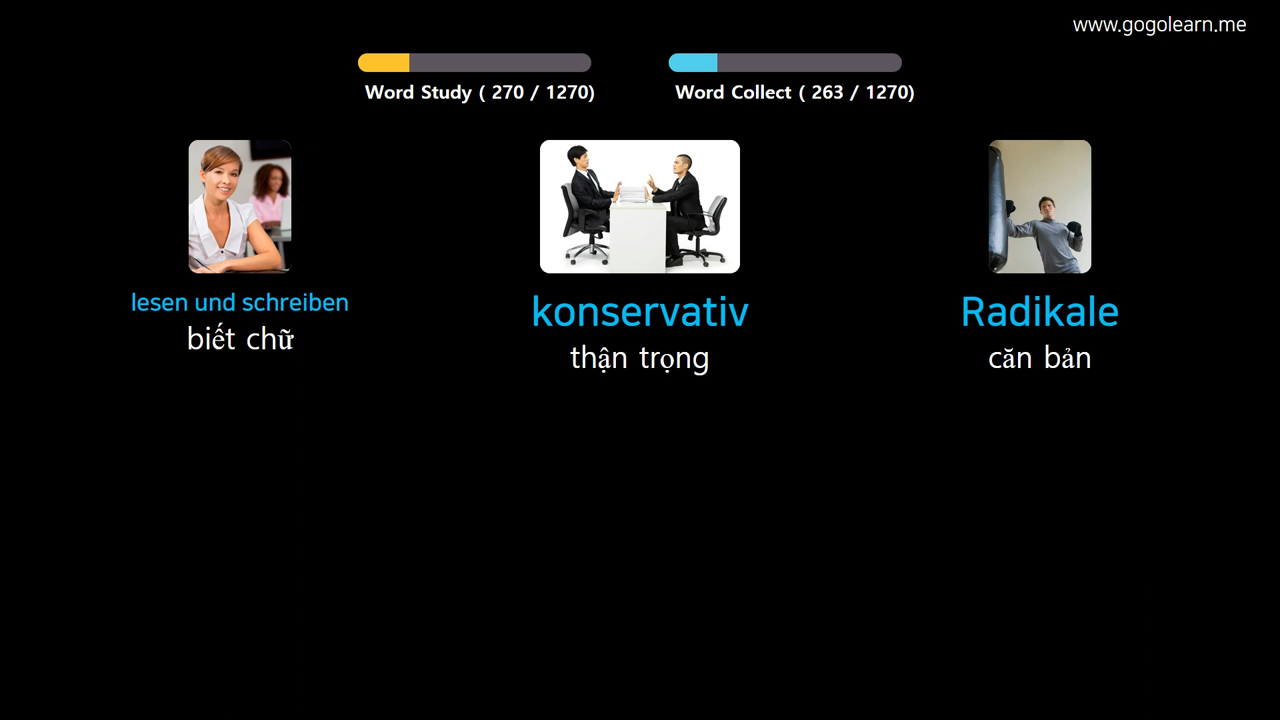 www.gogolearn.me
Word Study ( 270 / 1270)
Word Collect ( 263 / 1270)
lesen und schreiben
biết chữ
konservativ
thận trọng
Radikale
căn bản